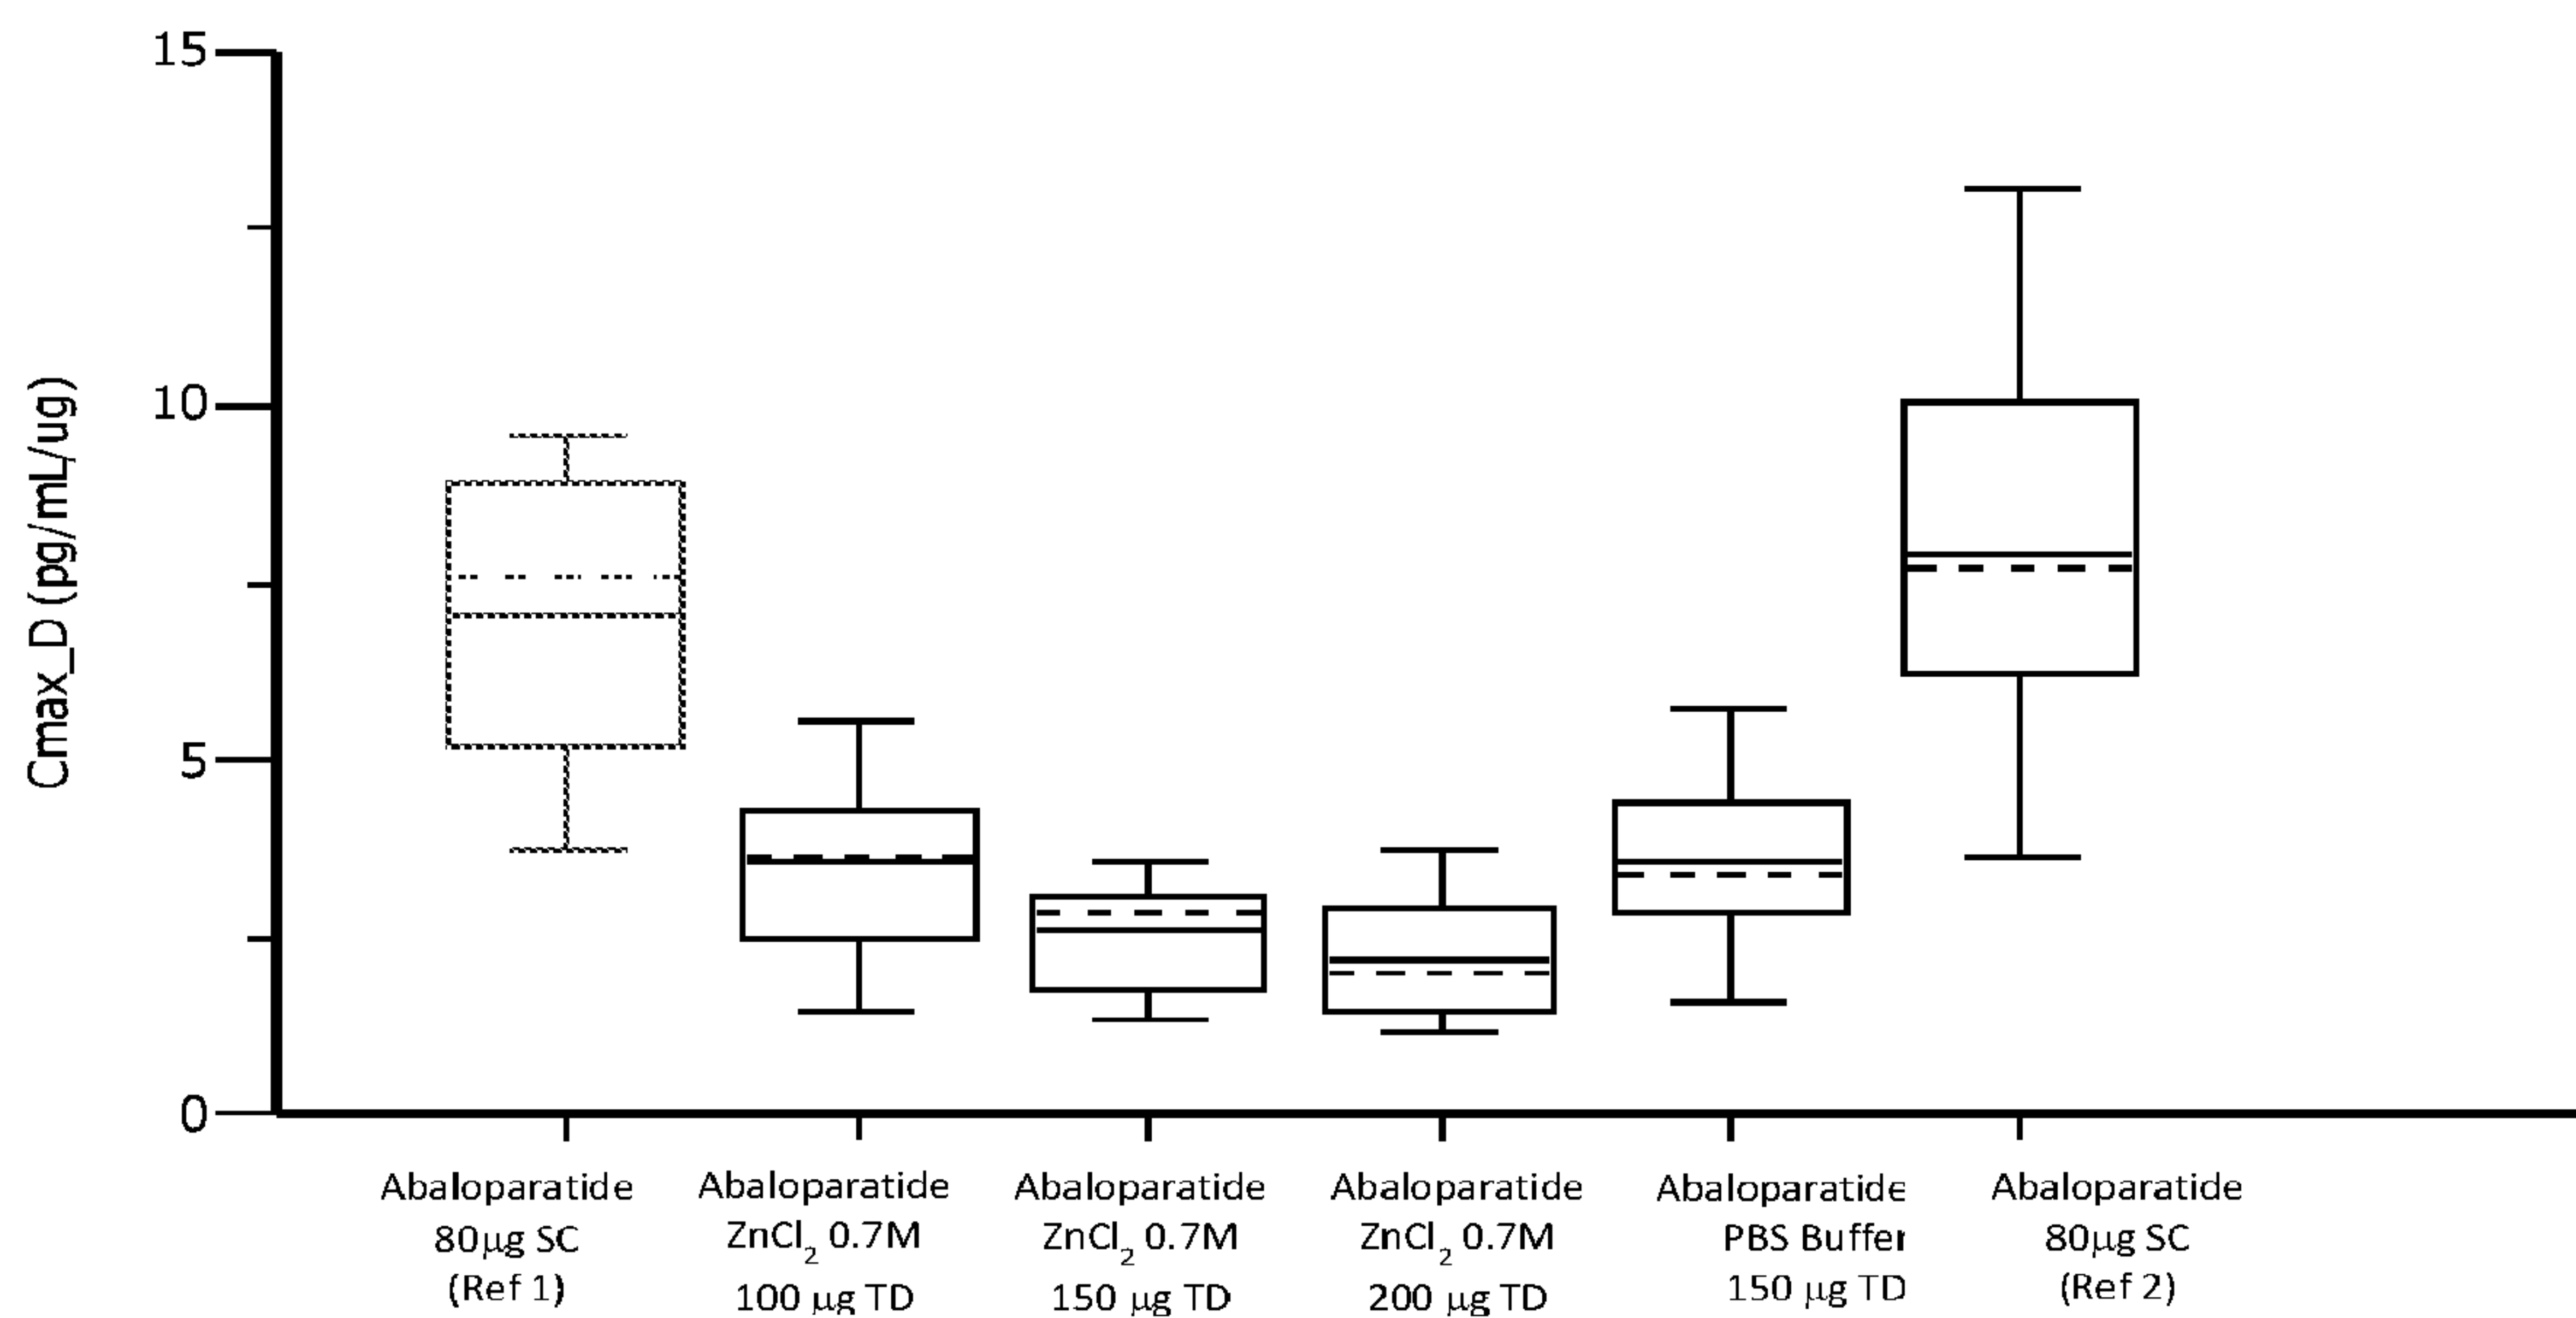 15
10
5
0
Cmax_D (pg/mL/ug)
Abaloparatide
80µg SC
(Ref 1)
Abaloparatide
ZnCl₂ 0.7M
100 µg TD
Abaloparatide
ZnCl₂ 0.7M
150 µg TD
Abaloparatide
ZnCl₂ 0.7M
200 µg TD
Abaloparatide
PBS Buffer
150 µg TD
Abaloparatide
80µg SC
(Ref 2)